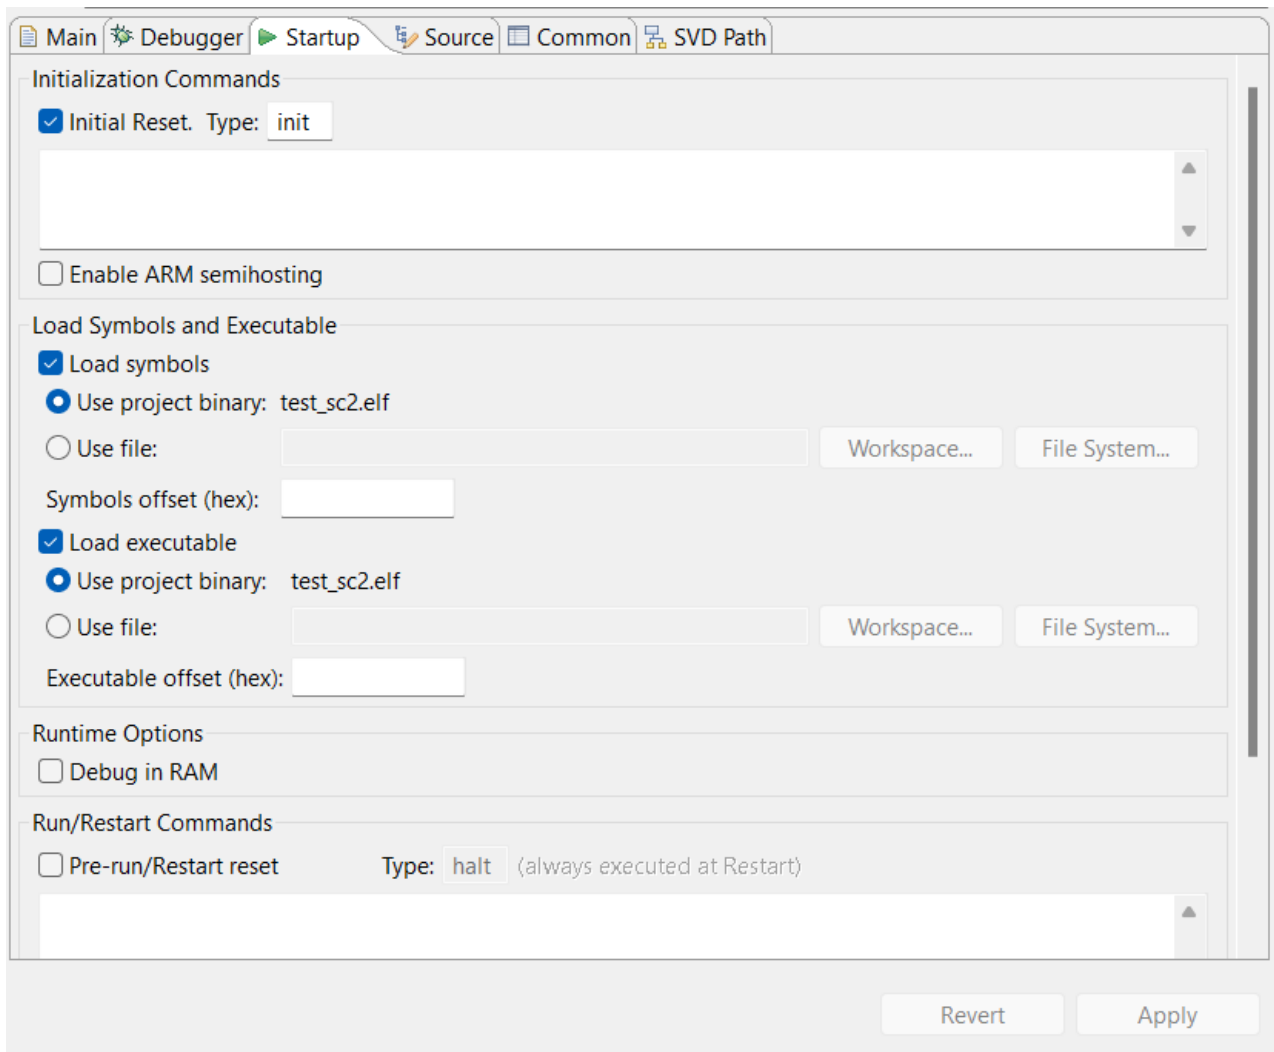 Main Debugger Startup Source Common SVD Path
Initialization Commands
Initial Reset. Type: init
Enable ARM semihosting
Load Symbols and Executable
Load symbols
Use project binary: test_sc2.elf
Use file: Workspace... File System...
Symbols offset (hex):
Load executable
Use project binary: test_sc2.elf
Use file: Workspace... File System...
Executable offset (hex):
Runtime Options
Debug in RAM
Run/Restart Commands
Pre-run/Restart reset Type: halt (always executed at Restart)
Revert Apply